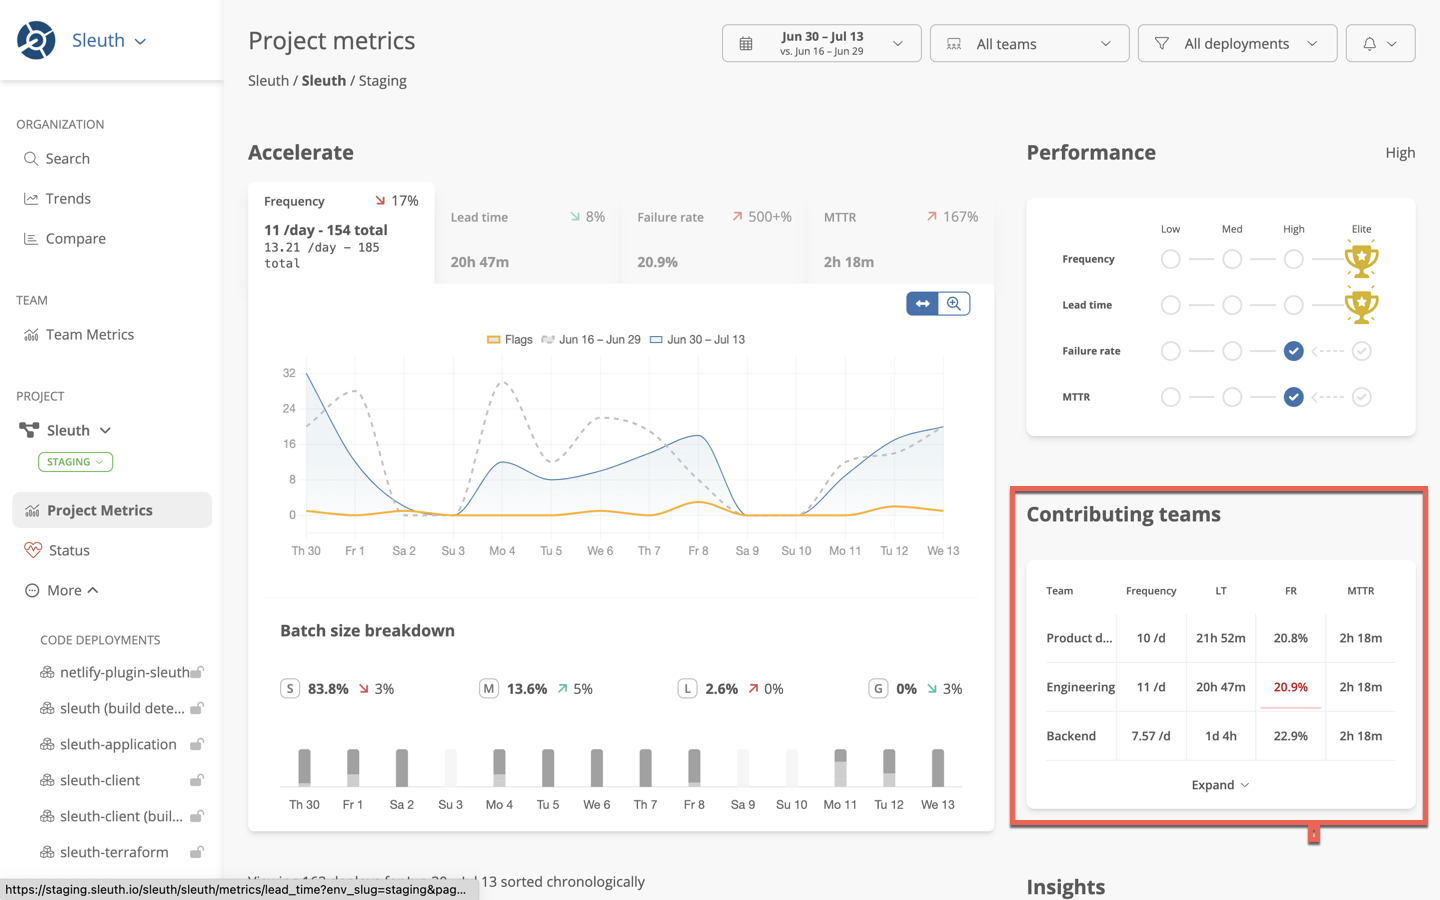 Sleuth
ORGANIZATION
Search
Trends
Compare
TEAM
Team Metrics
PROJECT
Sleuth
STAGING
Project Metrics
Status
More
CODE DEPLOYMENTS
netlify-plugin-sleuth
sleuth (build dete...
sleuth-application
sleuth-client
sleuth-client (buil...
sleuth-terraform
https://staging.sleuth.io/sleuth/sleuth/metrics/lead_time?env_slug=staging&pag...
Project metrics
Sleuth / Sleuth / Staging
Jun 30 – Jul 13
vs. Jun 16 – Jun 29
All teams
All deployments
Accelerate
Frequency 17%
11 /day - 154 total
13.21 /day – 185
total
Lead time 8%
20h 47m
Failure rate 500+%
20.9%
MTTR 167%
2h 18m
Flags Jun 16 – Jun 29 Jun 30 – Jul 13
32
24
16
8
0
Th 30 Fr 1 Sa 2 Su 3 Mo 4 Tu 5 We 6 Th 7 Fr 8 Sa 9 Su 10 Mo 11 Tu 12 We 13
Batch size breakdown
S 83.8% 3% M 13.6% 5% L 2.6% 0% G 0% 3%
Th 30 Fr 1 Sa 2 Su 3 Mo 4 Tu 5 We 6 Th 7 Fr 8 Sa 9 Su 10 Mo 11 Tu 12 We 13
13 sorted chronologically
Performance High
Low Med High Elite
Frequency
Lead time
Failure rate
MTTR
Contributing teams
Team Frequency LT FR MTTR
Product d... 10 /d 21h 52m 20.8% 2h 18m
Engineering 11 /d 20h 47m 20.9% 2h 18m
Backend 7.57 /d 1d 4h 22.9% 2h 18m
Expand
Insights